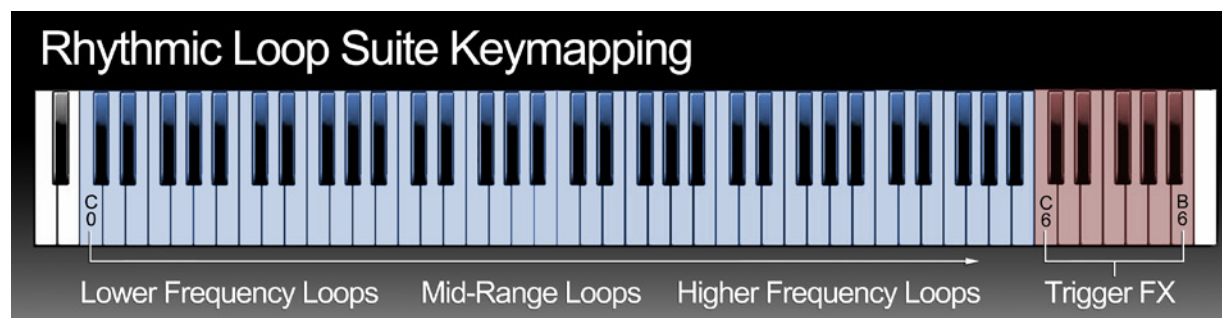 Rhythmic Loop Suite Keymapping
C
0
C
6
B
6
Lower Frequency Loops Mid-Range Loops Higher Frequency Loops Trigger FX